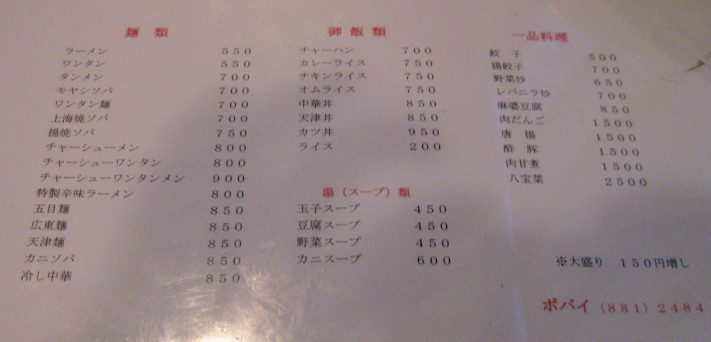 麺類
ラーメン 550
ワンタン 550
タンメン 700
モヤシソバ 700
ワンタン麺 700
上海焼ソバ 700
揚焼ソバ 750
チャーシューメン 800
チャーシューワンタン 800
チャーシューワンタンメン 900
特製辛味ラーメン 800
五目麺 850
広東麺 850
天津麺 850
カニソバ 850
冷し中華 850
御飯類
チャーハン 700
カレーライス 750
チキンライス 750
オムライス 750
中華丼 850
天津丼 850
カツ丼 950
ライス 200
湯（スープ）類
玉子スープ 450
豆腐スープ 450
野菜スープ 450
カニスープ 600
一品料理
餃子 500
揚餃子 700
野菜炒 650
レバニラ炒 700
麻婆豆腐 850
肉だんご 1500
唐揚 1500
酢豚 1500
肉甘煮 1500
八宝菜 2500
※大盛り 150円増し
ポパイ（881）2484